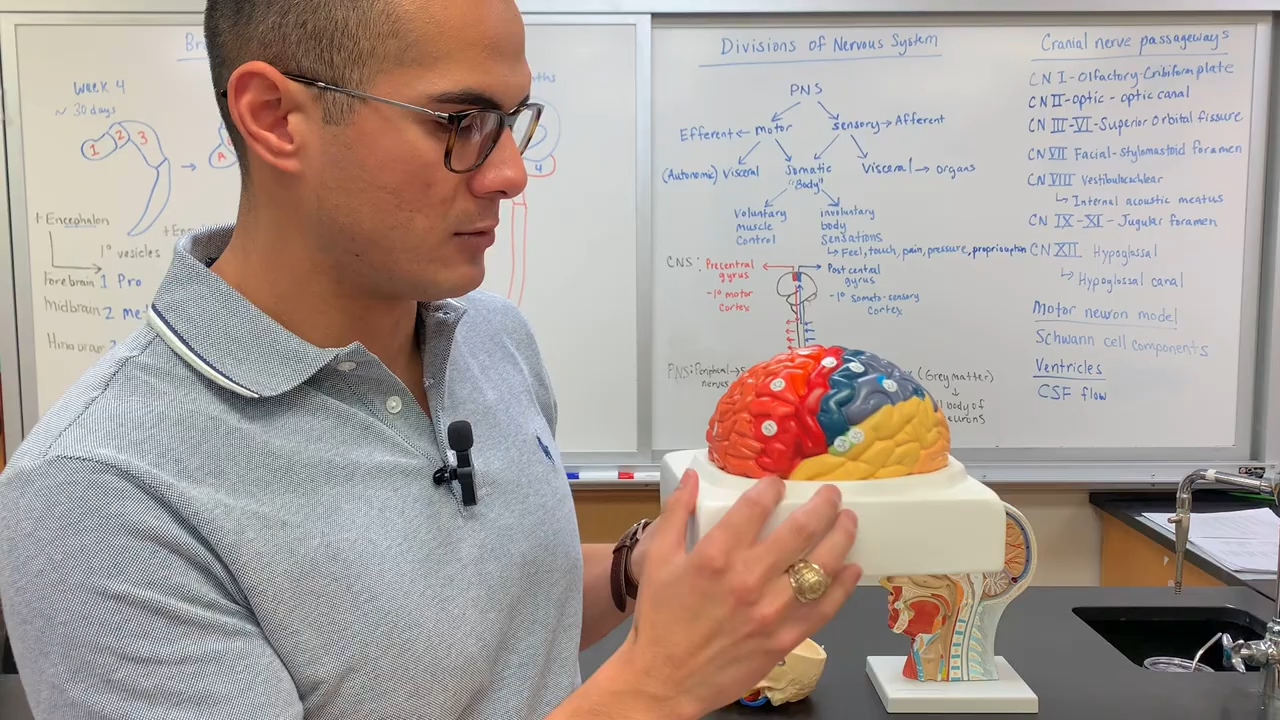 Week 4
~ 30 days
1 2 3
A
4
Encephalon
1° vesicles
Forebrain 1 Pro
Midbrain 2
Divisions of Nervous System
PNS
Efferent ← Motor
Sensory → Afferent
(Autonomic) Visceral
Somatic
"Body"
Visceral → organs
Voluntary
muscle
Control
involuntary
body
Sensations
↳ Feel, touch, pain, pressure, propriosuption
CNS:
Precentral
gyrus
-1° motor
Cortex
Post central
gyrus
-1° somato-sensory
Cortex
PNS: Peripheral →
nerves
(Grey matter)
↓
body of
neurons
Cranial nerve passageways
CN I - Olfactory-Cribiform plate
CN II - optic - optic canal
CN III - VI - Superior Orbital fissure
CN VII Facial - Stylomastoid foramen
CN VIII Vestibulocochlear
↳ Internal acoustic meatus
CN IX - XI - Jugular foramen
CN XII Hypoglossal
↳ Hypoglossal canal
Motor neuron model
Schwann cell components
Ventricles
CSF flow